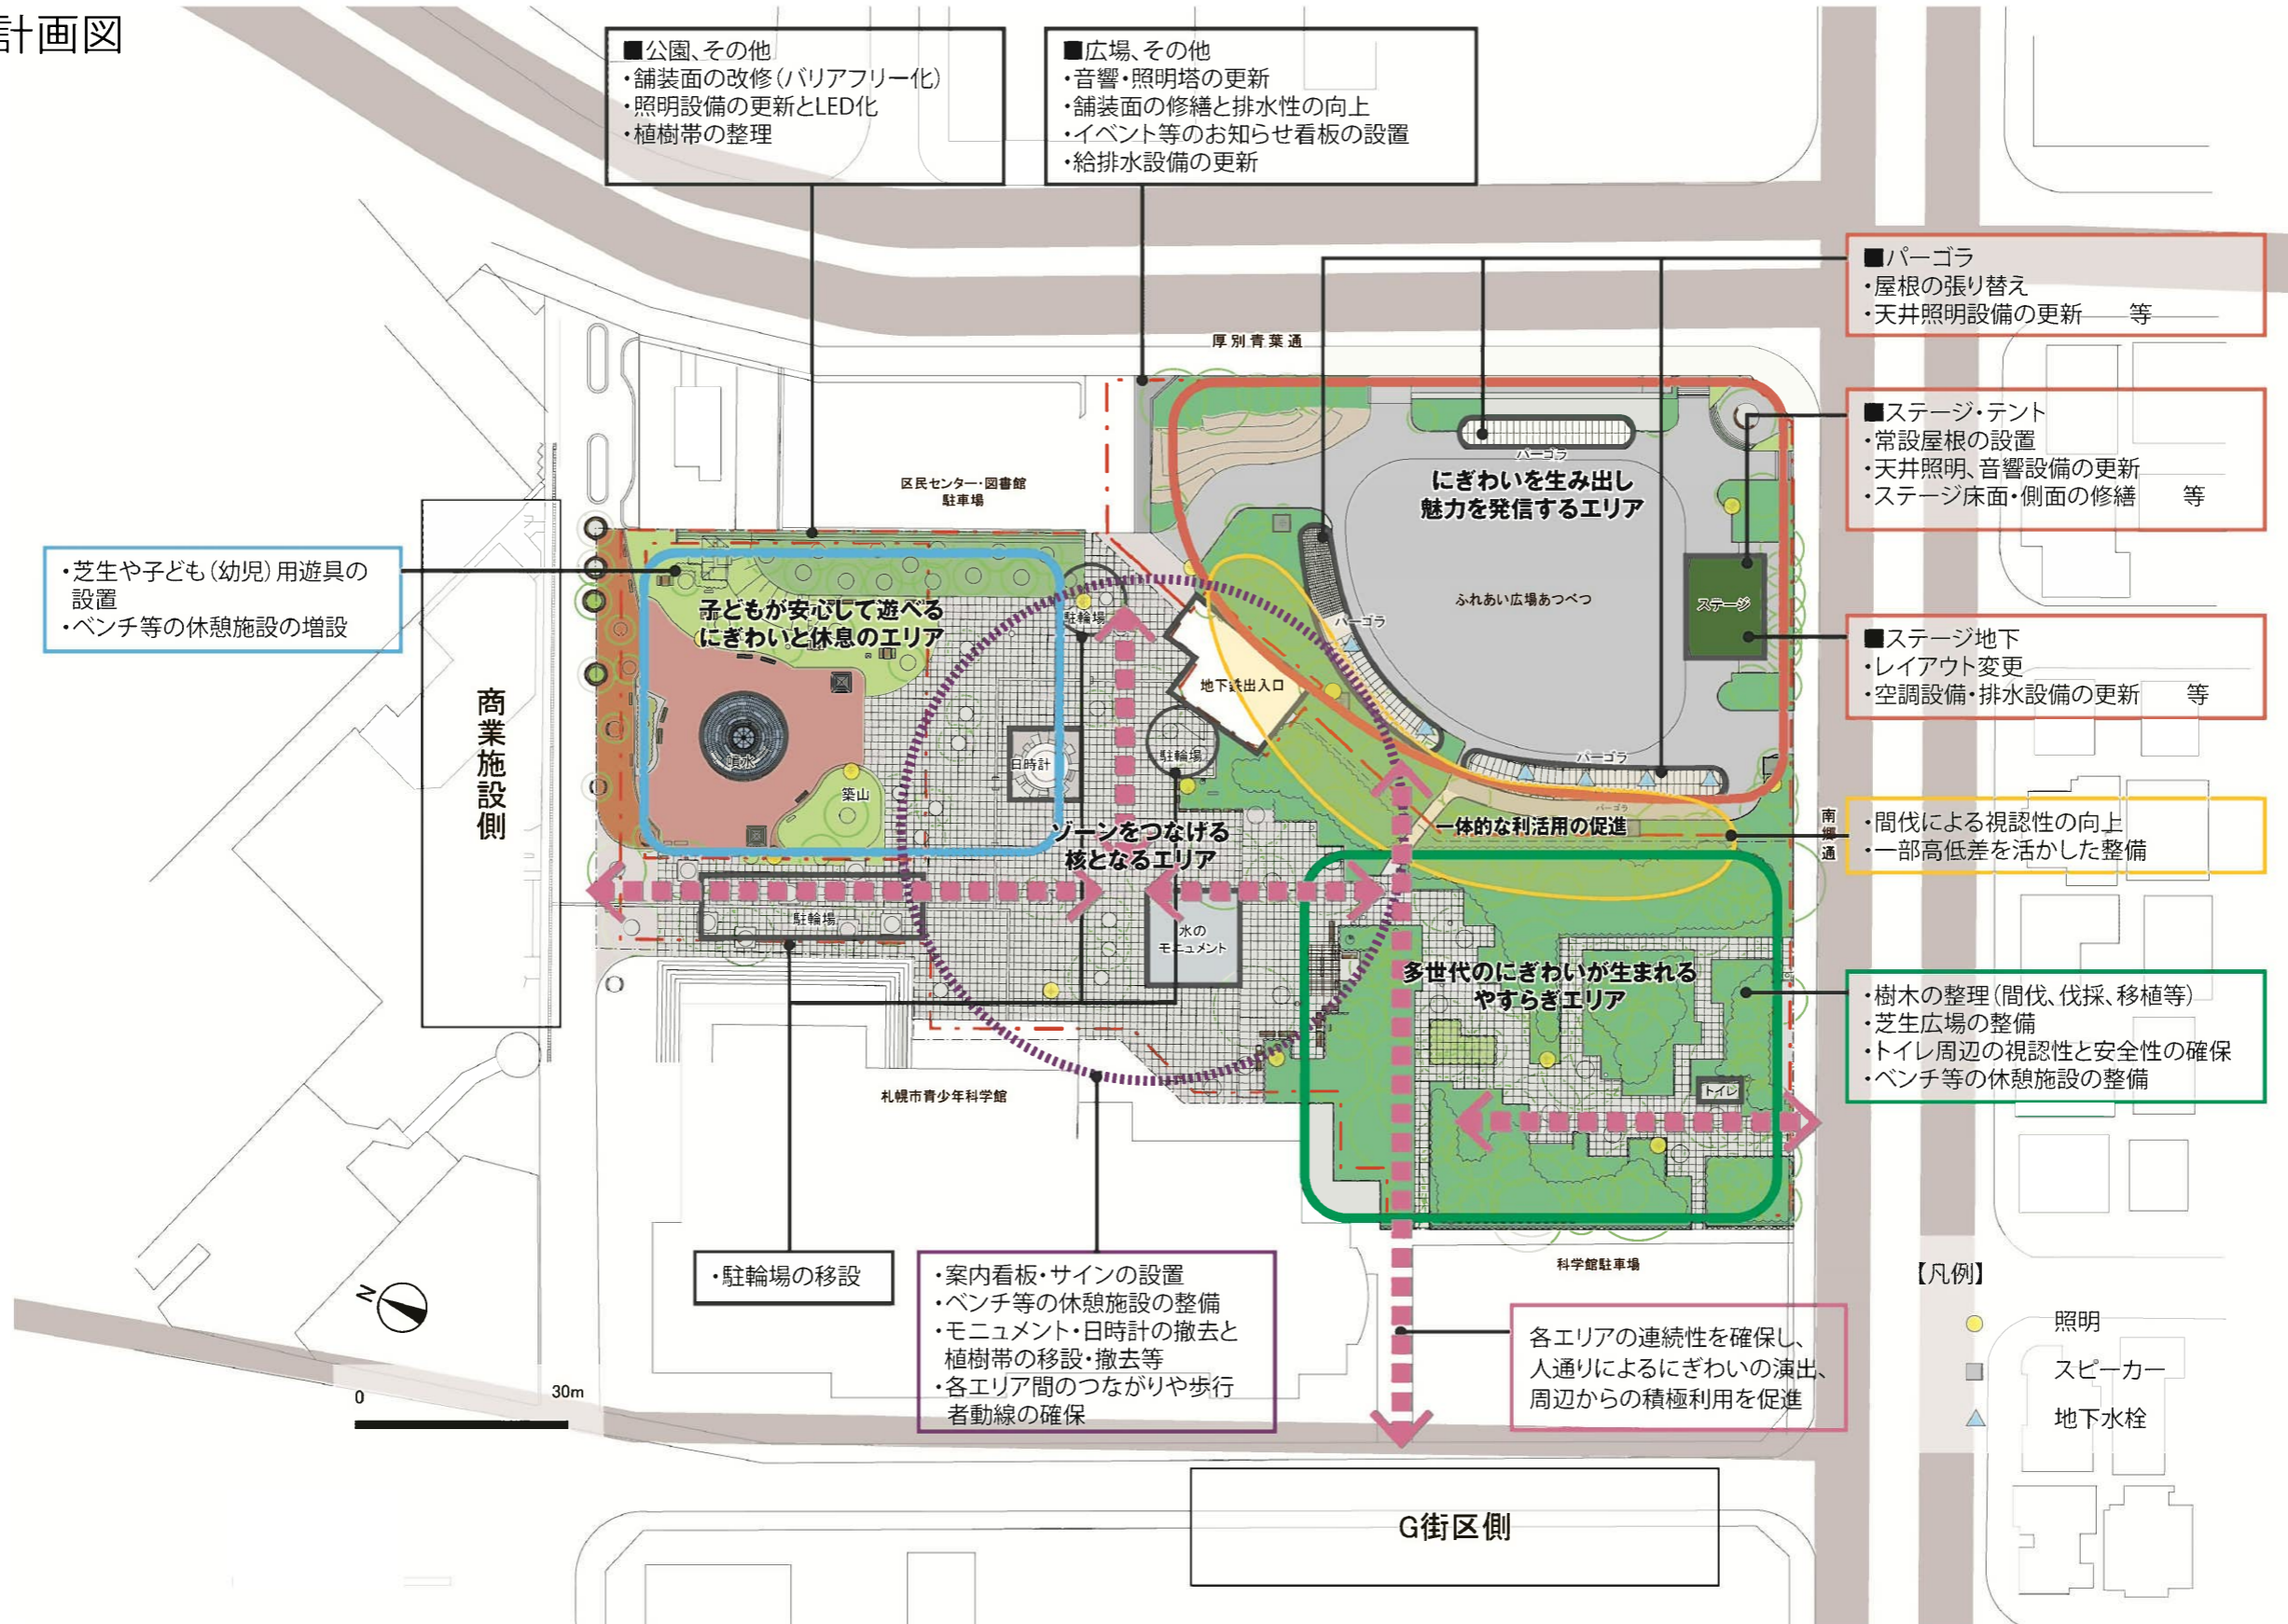 計画図
■公園、その他
・舗装面の改修（バリアフリー化）
・照明設備の更新とLED化
・植樹帯の整理
■広場、その他
・音響・照明塔の更新
・舗装面の修繕と排水性の向上
・イベント等のお知らせ看板の設置
・給排水設備の更新
■パーゴラ
・屋根の張り替え
・天井照明設備の更新　等
厚別青葉通
■ステージ・テント
・常設屋根の設置
・天井照明、音響設備の更新
・ステージ床面・側面の修繕　等
パーゴラ
にぎわいを生み出し
魅力を発信するエリア
区民センター・図書館
駐車場
・芝生や子ども（幼児）用遊具の
設置
・ベンチ等の休憩施設の増設
子どもが安心して遊べる
にぎわいと休息のエリア
駐輪場
パーゴラ
ふれあい広場あつべつ
ステージ
■ステージ地下
・レイアウト変更
・空調設備・排水設備の更新　等
地下鉄出入口
商業施設側
噴水
日時計
駐輪場
パーゴラ
築山
パーゴラ
ゾーンをつなげる
核となるエリア
一体的な利活用の促進
南郷通
・間代による視認性の向上
・一部高低差を活かした整備
駐輪場
水の
モニュメント
多世代のにぎわいが生まれる
やすらぎエリア
・樹木の整理（間伐、伐採、移植等）
・芝生広場の整備
・トイレ周辺の視認性と安全性の確保
・ベンチ等の休憩施設の整備
トイレ
札幌市青少年科学館
科学館駐車場
・駐輪場の移設
・案内看板・サインの設置
・ベンチ等の休憩施設の整備
・モニュメント・日時計の撤去と
植樹帯の移設・撤去等
・各エリア間のつながりや歩行
者動線の確保
各エリアの連続性を確保し、
人通りによるにぎわいの演出、
周辺からの積極利用を促進
【凡例】
照明
スピーカー
地下水栓
N
0 30m
G街区側